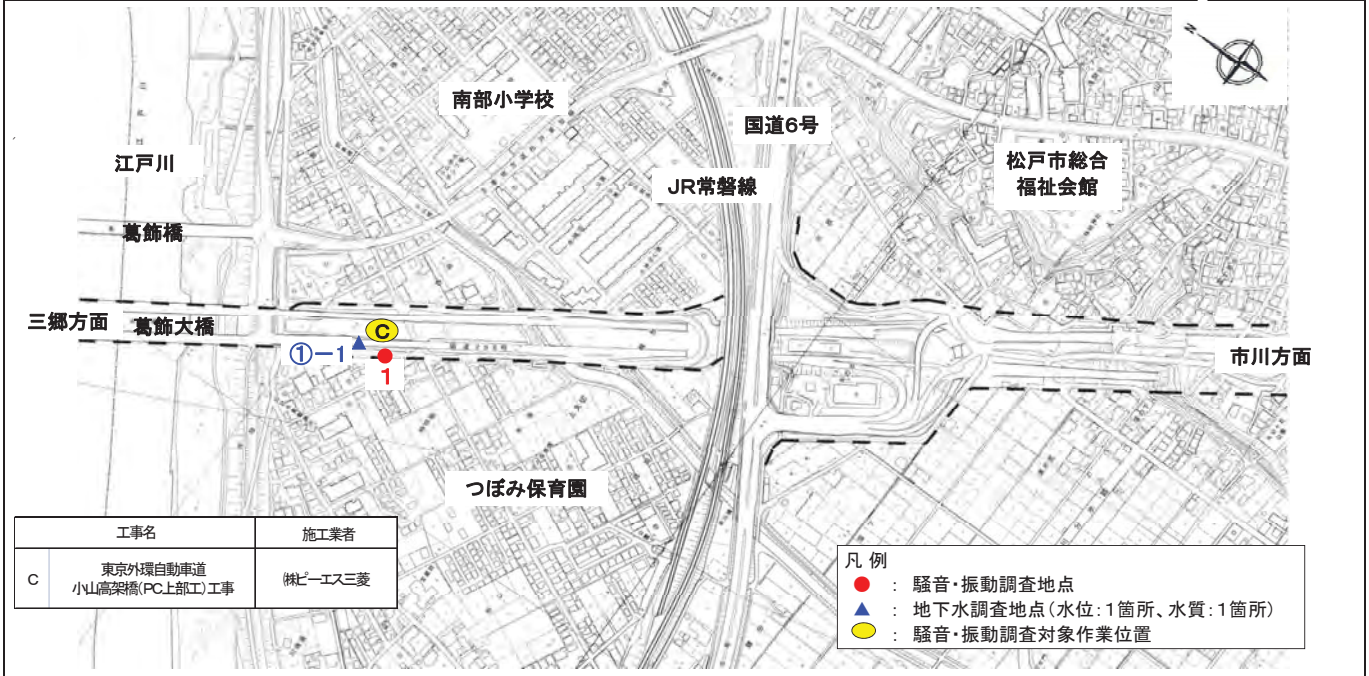 N
南部小学校
国道6号
江戸川
松戸市総合
福祉会館
JR常磐線
葛飾橋
三郷方面
葛飾大橋
C
①-1
1
市川方面
つぼみ保育園
工事名 施工業者
C 東京外環自動車道
小山高架橋(PC上部工)工事 ㈱ピーエス三菱
凡 例
● : 騒音・振動調査地点
▲ : 地下水調査地点(水位:1箇所、水質:1箇所)
: 騒音・振動調査対象作業位置